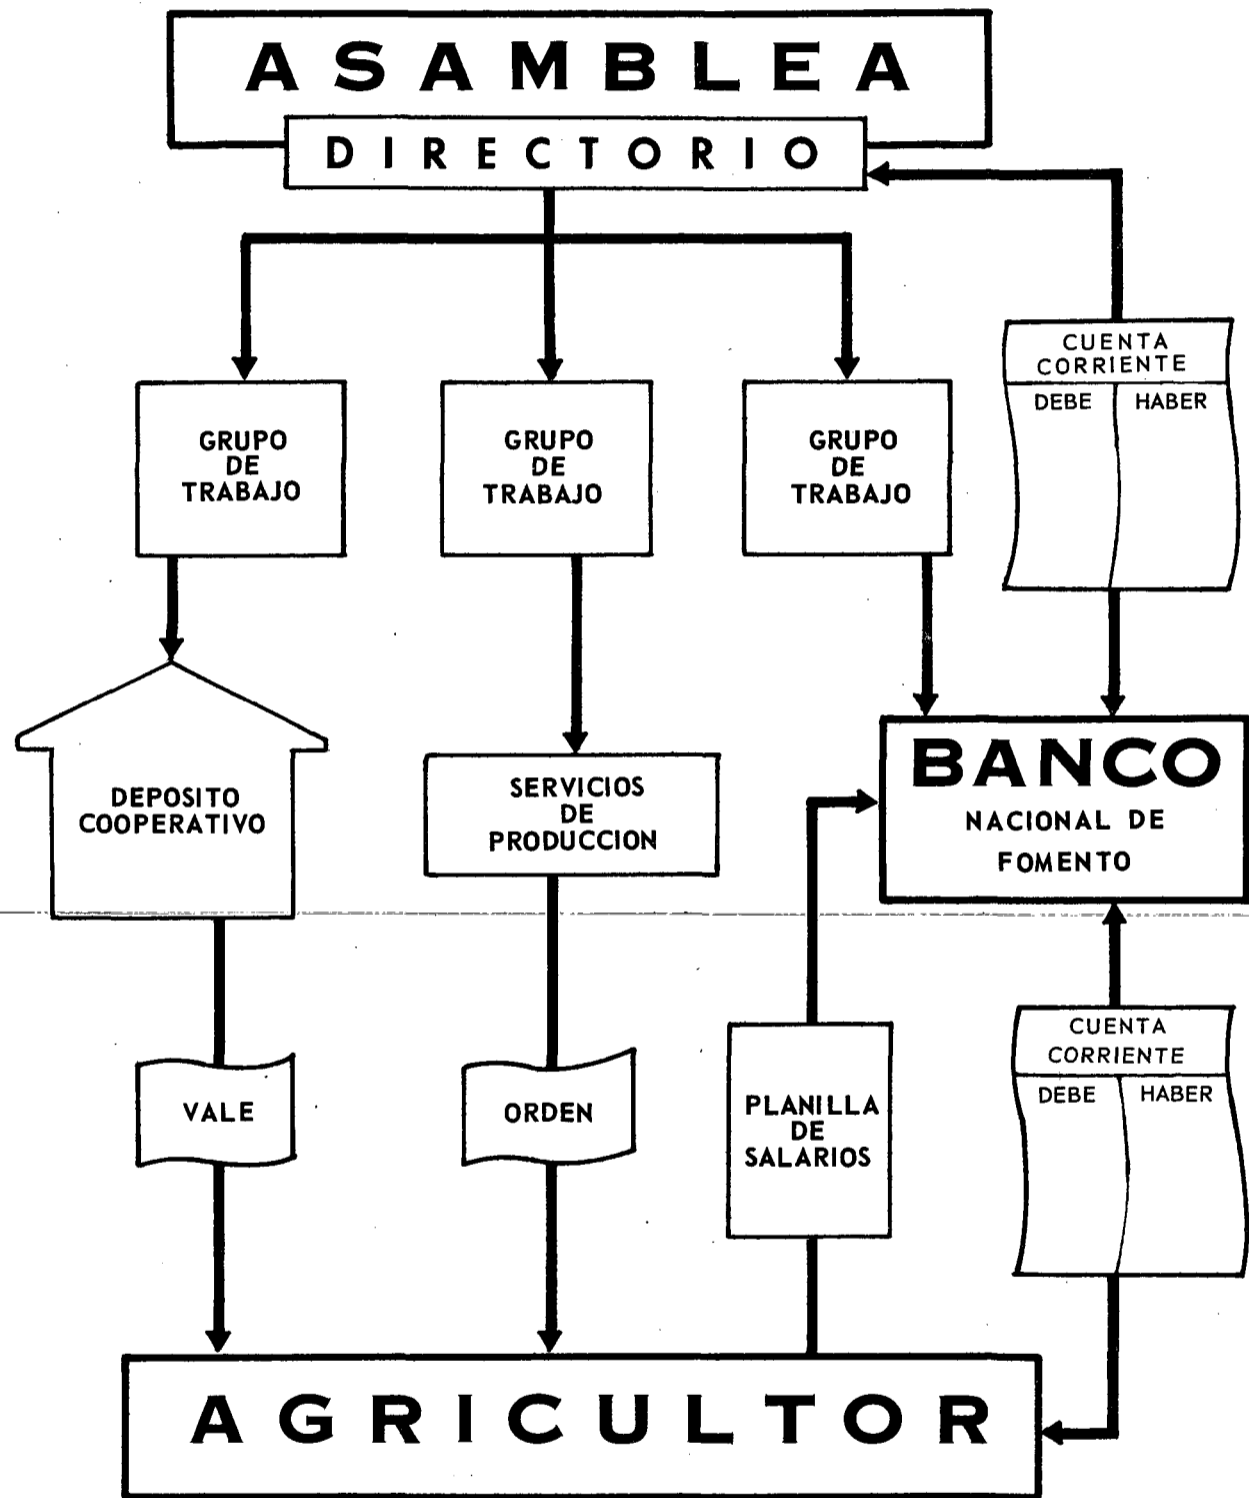 ASAMBLEA
DIRECTORIO
CUENTA
CORRIENTE
DEBE HABER
GRUPO
DE
TRABAJO
GRUPO
DE
TRABAJO
GRUPO
DE
TRABAJO
DEPOSITO
COOPERATIVO
SERVICIOS
DE
PRODUCCION
BANCO
NACIONAL DE
FOMENTO
VALE
ORDEN
PLANILLA
DE
SALARIOS
CUENTA
CORRIENTE
DEBE HABER
AGRICULTOR